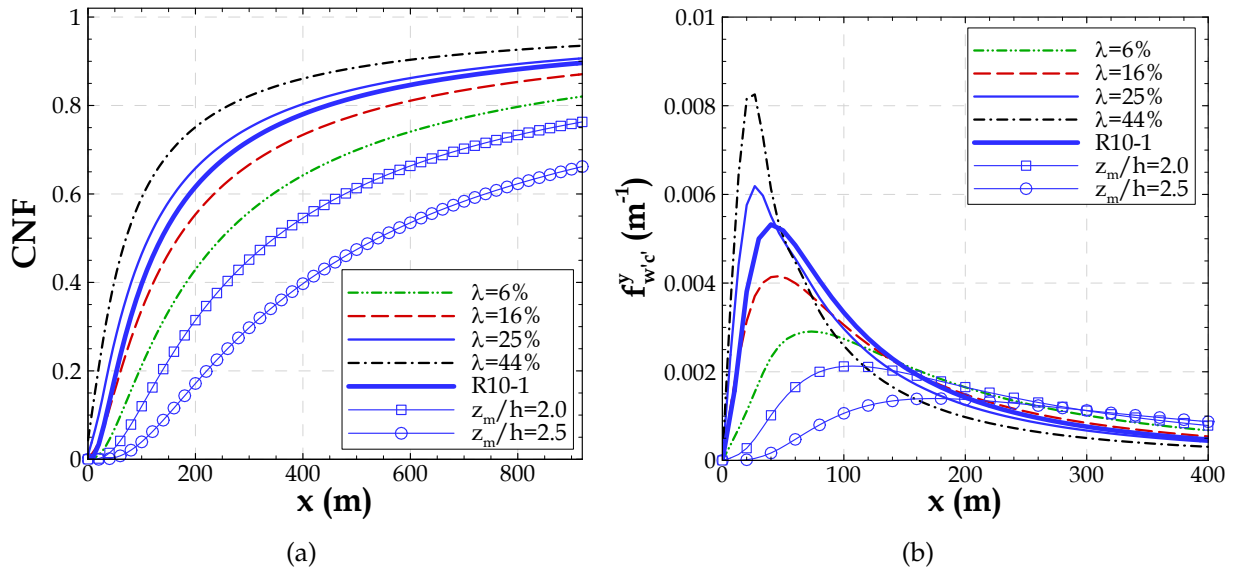 1
0.8
0.6
0.4
0.2
0
CNF
0 200 400 600 800
x (m)
λ=6%
λ=16%
λ=25%
λ=44%
R10-1
z_m/h=2.0
z_m/h=2.5
(a)
0.01
0.008
0.006
0.004
0.002
0.000
f^y_w'c' (m^-1)
0 100 200 300 400
x (m)
λ=6%
λ=16%
λ=25%
λ=44%
R10-1
z_m/h=2.0
z_m/h=2.5
(b)